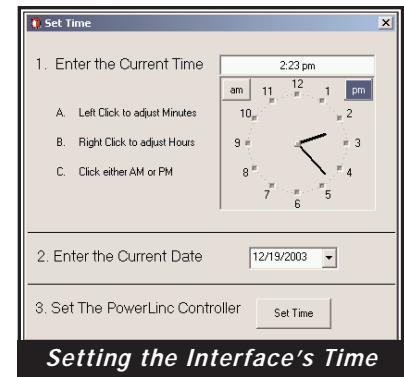 Set Time
1. Enter the Current Time
2:23 pm
am
pm
12
1
2
3
4
5
6
7
8
9
10
11
A. Left Click to adjust Minutes
B. Right Click to adjust Hours
C. Click either AM or PM
2. Enter the Current Date
12/19/2003
3. Set The PowerLinc Controller
Set Time
Setting the Interface's Time